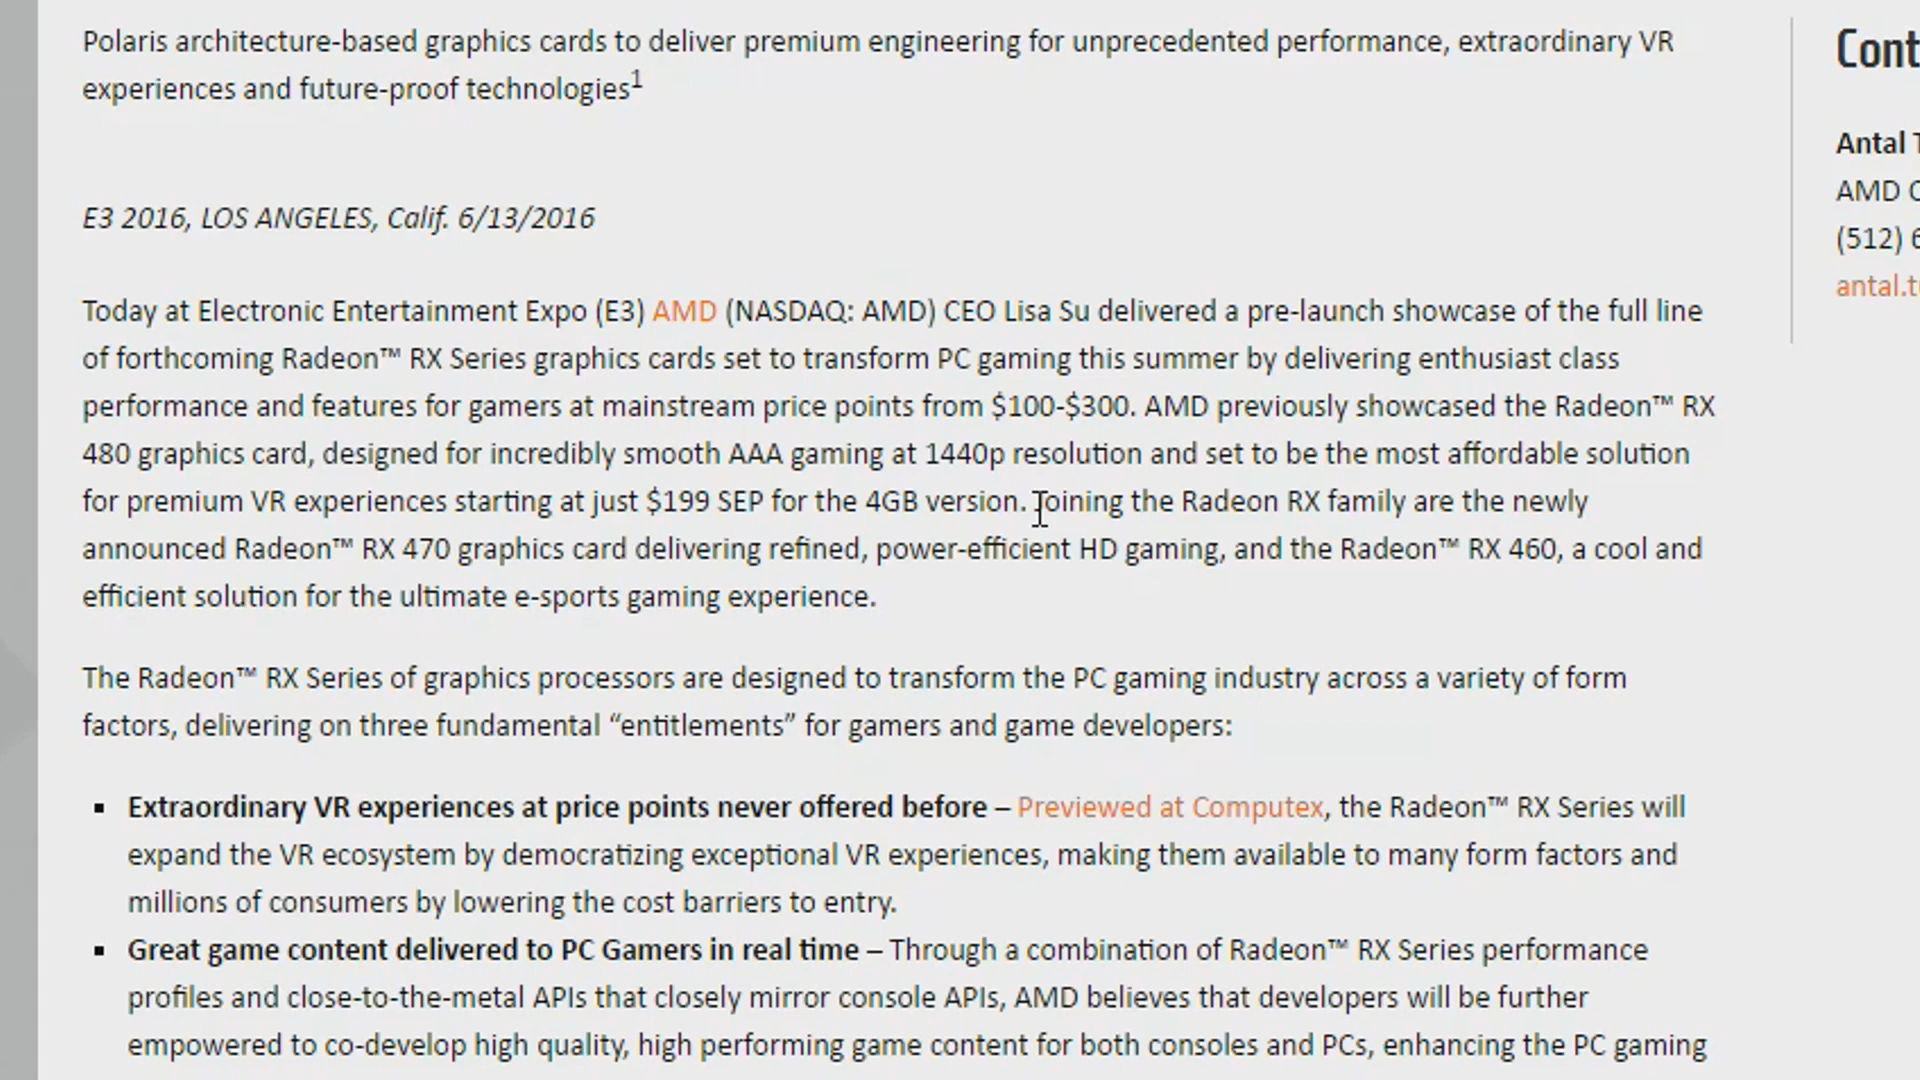 Polaris architecture-based graphics cards to deliver premium engineering for unprecedented performance, extraordinary VR
experiences and future-proof technologies1
E3 2016, LOS ANGELES, Calif. 6/13/2016
Today at Electronic Entertainment Expo (E3) AMD (NASDAQ: AMD) CEO Lisa Su delivered a pre-launch showcase of the full line
of forthcoming Radeon™ RX Series graphics cards set to transform PC gaming this summer by delivering enthusiast class
performance and features for gamers at mainstream price points from $100-$300. AMD previously showcased the Radeon™ RX
480 graphics card, designed for incredibly smooth AAA gaming at 1440p resolution and set to be the most affordable solution
for premium VR experiences starting at just $199 SEP for the 4GB version. Joining the Radeon RX family are the newly
announced Radeon™ RX 470 graphics card delivering refined, power-efficient HD gaming, and the Radeon™ RX 460, a cool and
efficient solution for the ultimate e-sports gaming experience.
The Radeon™ RX Series of graphics processors are designed to transform the PC gaming industry across a variety of form
factors, delivering on three fundamental “entitlements” for gamers and game developers:
▪ Extraordinary VR experiences at price points never offered before – Previewed at Computex, the Radeon™ RX Series will
expand the VR ecosystem by democratizing exceptional VR experiences, making them available to many form factors and
millions of consumers by lowering the cost barriers to entry.
▪ Great game content delivered to PC Gamers in real time – Through a combination of Radeon™ RX Series performance
profiles and close-to-the-metal APIs that closely mirror console APIs, AMD believes that developers will be further
empowered to co-develop high quality, high performing game content for both consoles and PCs, enhancing the PC gaming
Cont
Antal T
AMD C
(512) 6
antal.t